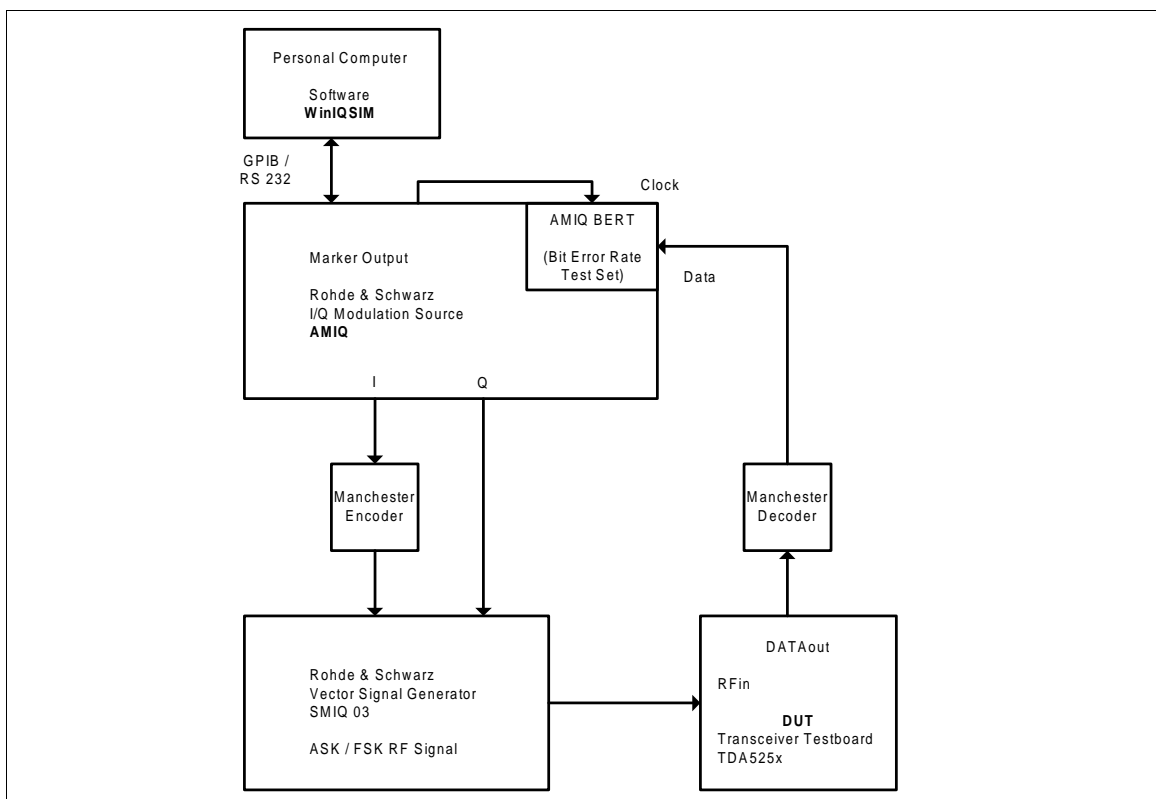 Personal Computer
Software
WinIQSIM
GPIB /
RS 232
Clock
AMIQ BERT
(Bit Error Rate
Test Set)
Marker Output
Rohde & Schwarz
I/Q Modulation Source
AMIQ
Data
I
Q
Manchester
Encoder
Manchester
Decoder
Rohde & Schwarz
Vector Signal Generator
SMIQ 03
ASK / FSK RF Signal
DATAout
RFin
DUT
Transceiver Testboard
TDA525x